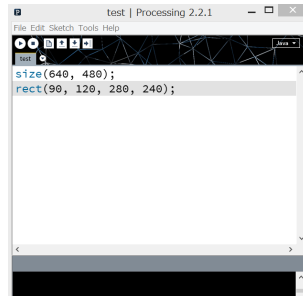 test | Processing 2.2.1
File Edit Sketch Tools Help
Java
test
size(640, 480);
rect(90, 120, 280, 240);